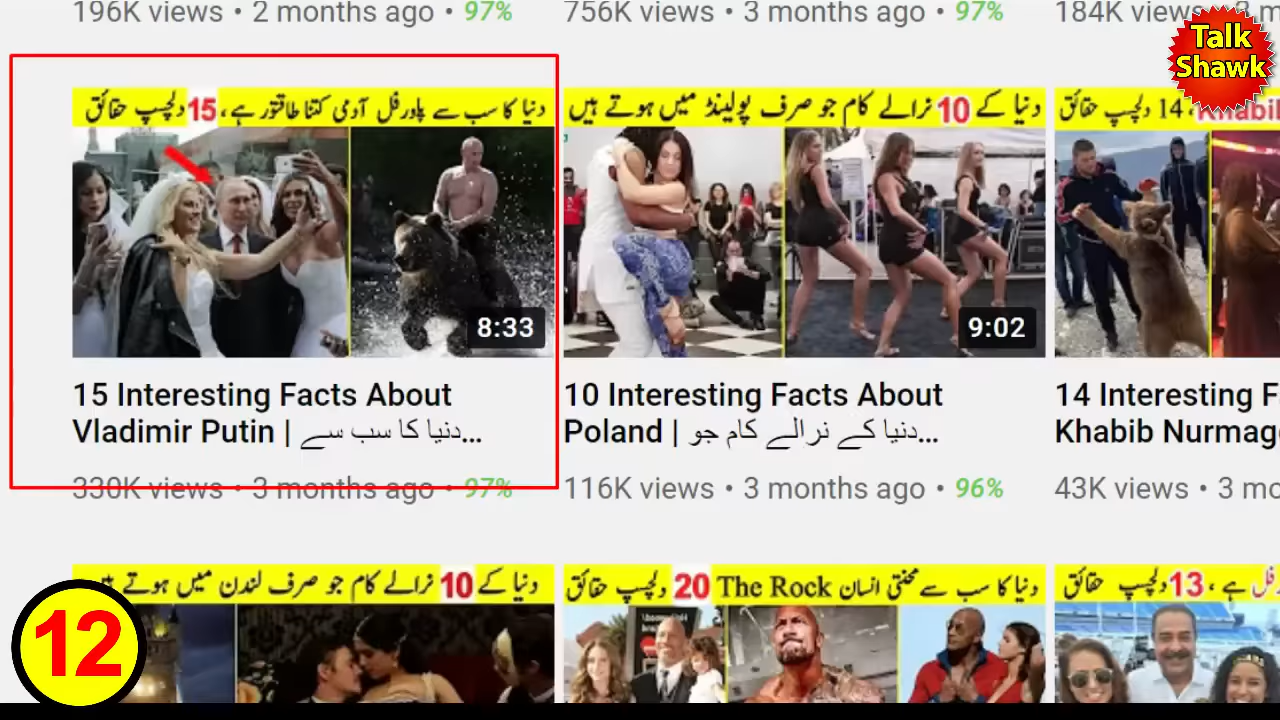 196K views • 2 months ago • 97%
756K views • 3 months ago • 97%
184K views
Talk
Shawk
دنیا کا سب سے پاورفل آدمی کتنا طاقتور ہے، 15 دلچسپ حقائق
دنیا کے 10 نرالے کام جو صرف پولینڈ میں ہوتے ہیں
14 دلچسپ حقائق
8:33
9:02
15 Interesting Facts About
Vladimir Putin | دنیا کا سب سے...
10 Interesting Facts About
Poland | دنیا کے نرالے کام جو...
14 Interesting F
Khabib Nurmag
330K views • 3 months ago • 97%
116K views • 3 months ago • 96%
43K views • 3 mo
دنیا کے 10 نرالے کام جو صرف لندن میں ہوتے ہیں
دنیا کا سب سے محنتی انسان The Rock 20 دلچسپ حقائق
ہے، 13 دلچسپ حقائق
12